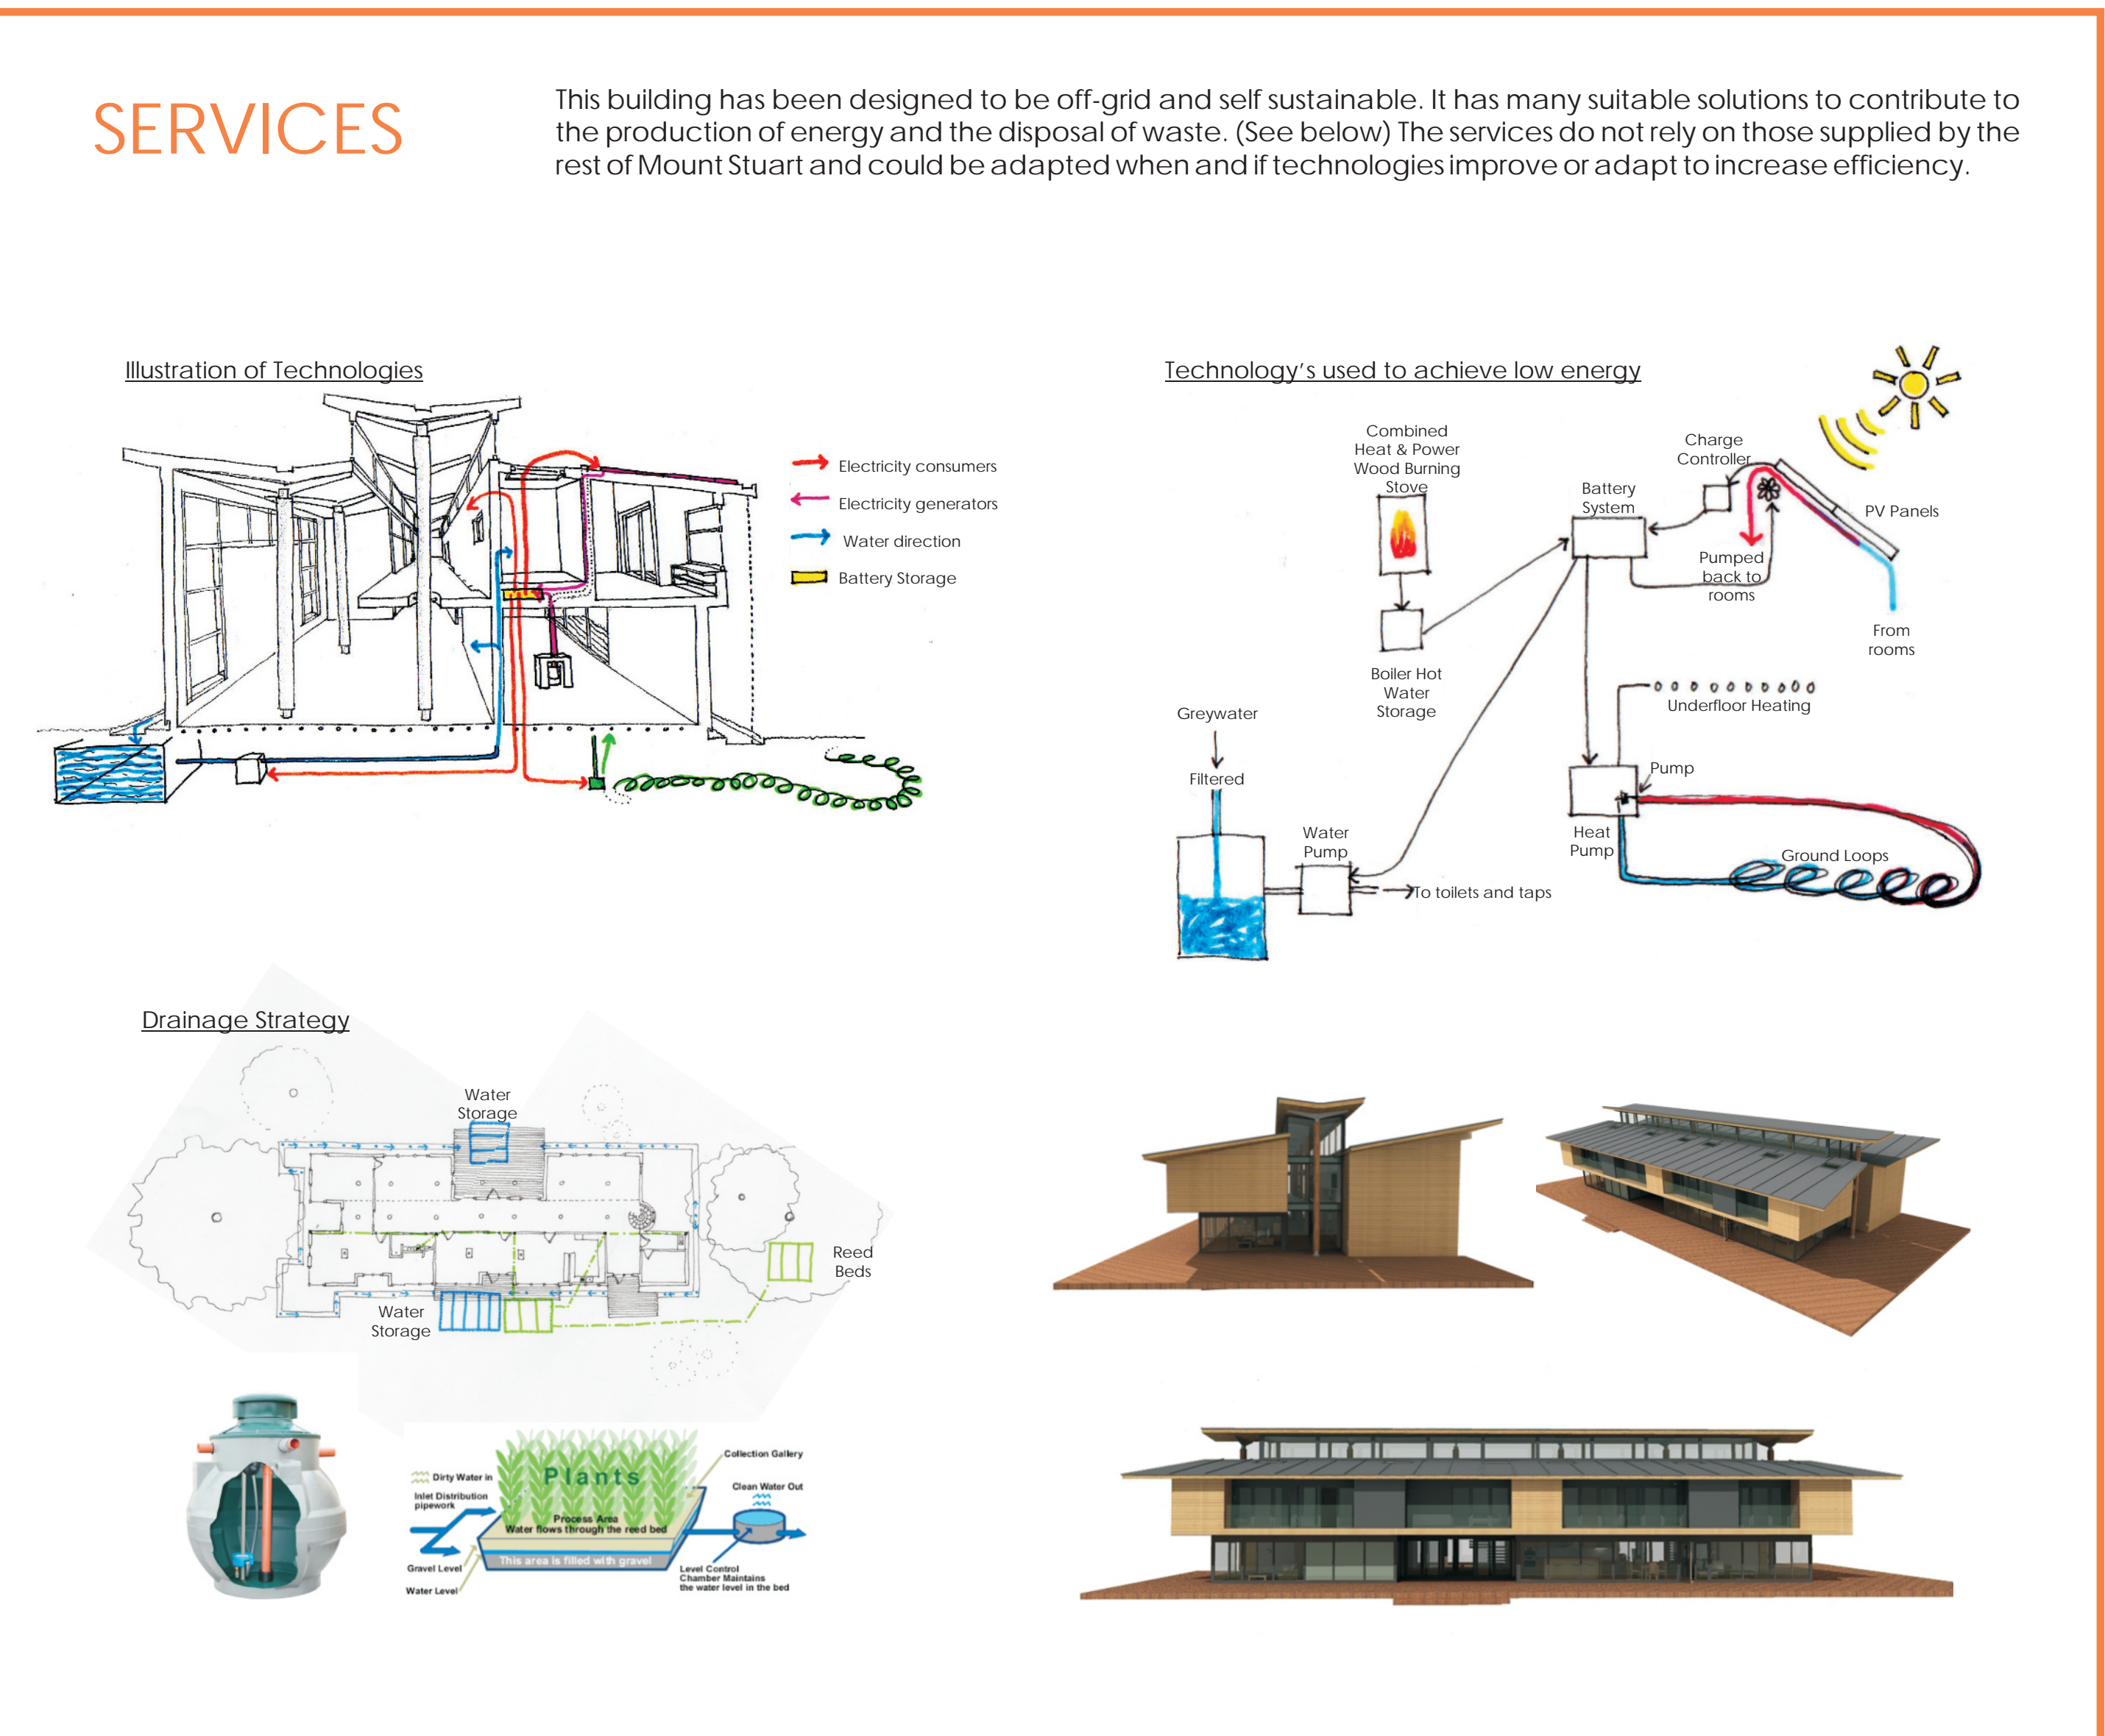 SERVICES
This building has been designed to be off-grid and self sustainable. It has many suitable solutions to contribute to
the production of energy and the disposal of waste. (See below) The services do not rely on those supplied by the
rest of Mount Stuart and could be adapted when and if technologies improve or adapt to increase efficiency.
Illustration of Technologies
Electricity consumers
Electricity generators
Water direction
Battery Storage
Technology's used to achieve low energy
Combined
Heat & Power
Wood Burning
Stove
Battery
System
Charge
Controller
PV Panels
Pumped
back to
rooms
From
rooms
Boiler Hot
Water
Storage
Underfloor Heating
Greywater
Filtered
Pump
Water
Pump
Heat
Pump
Ground Loops
To toilets and taps
Drainage Strategy
Water
Storage
Reed
Beds
Water
Storage
Dirty Water in
Inlet Distribution
pipework
Gravel Level
Water Level
Plants
Process Area
Water flows through the reed bed
This area is filled with gravel
Collection Gallery
Clean Water Out
Level Control
Chamber Maintains
the water level in the bed